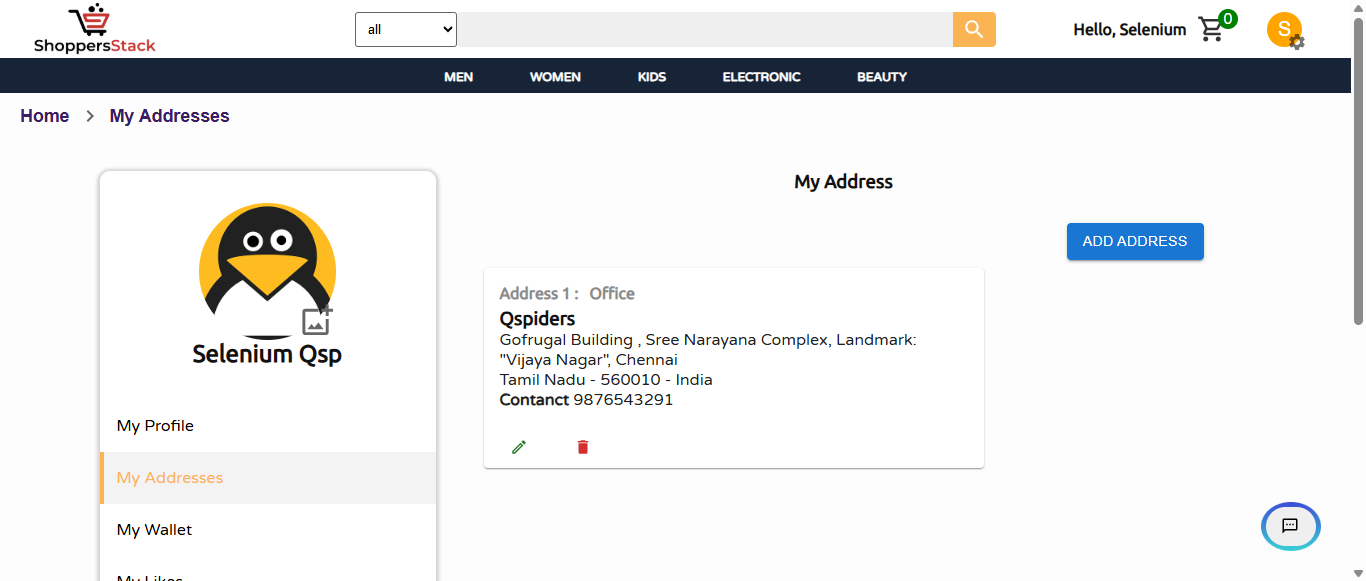 ShoppersStack
all
Hello, Selenium
0
S
MEN WOMEN KIDS ELECTRONIC BEAUTY
Home > My Addresses
Selenium Qsp
My Profile
My Addresses
My Wallet
My Likes
My Address
ADD ADDRESS
Address 1 : Office
Qspiders
Gofrugal Building , Sree Narayana Complex, Landmark:
"Vijaya Nagar", Chennai
Tamil Nadu - 560010 - India
Contanct 9876543291